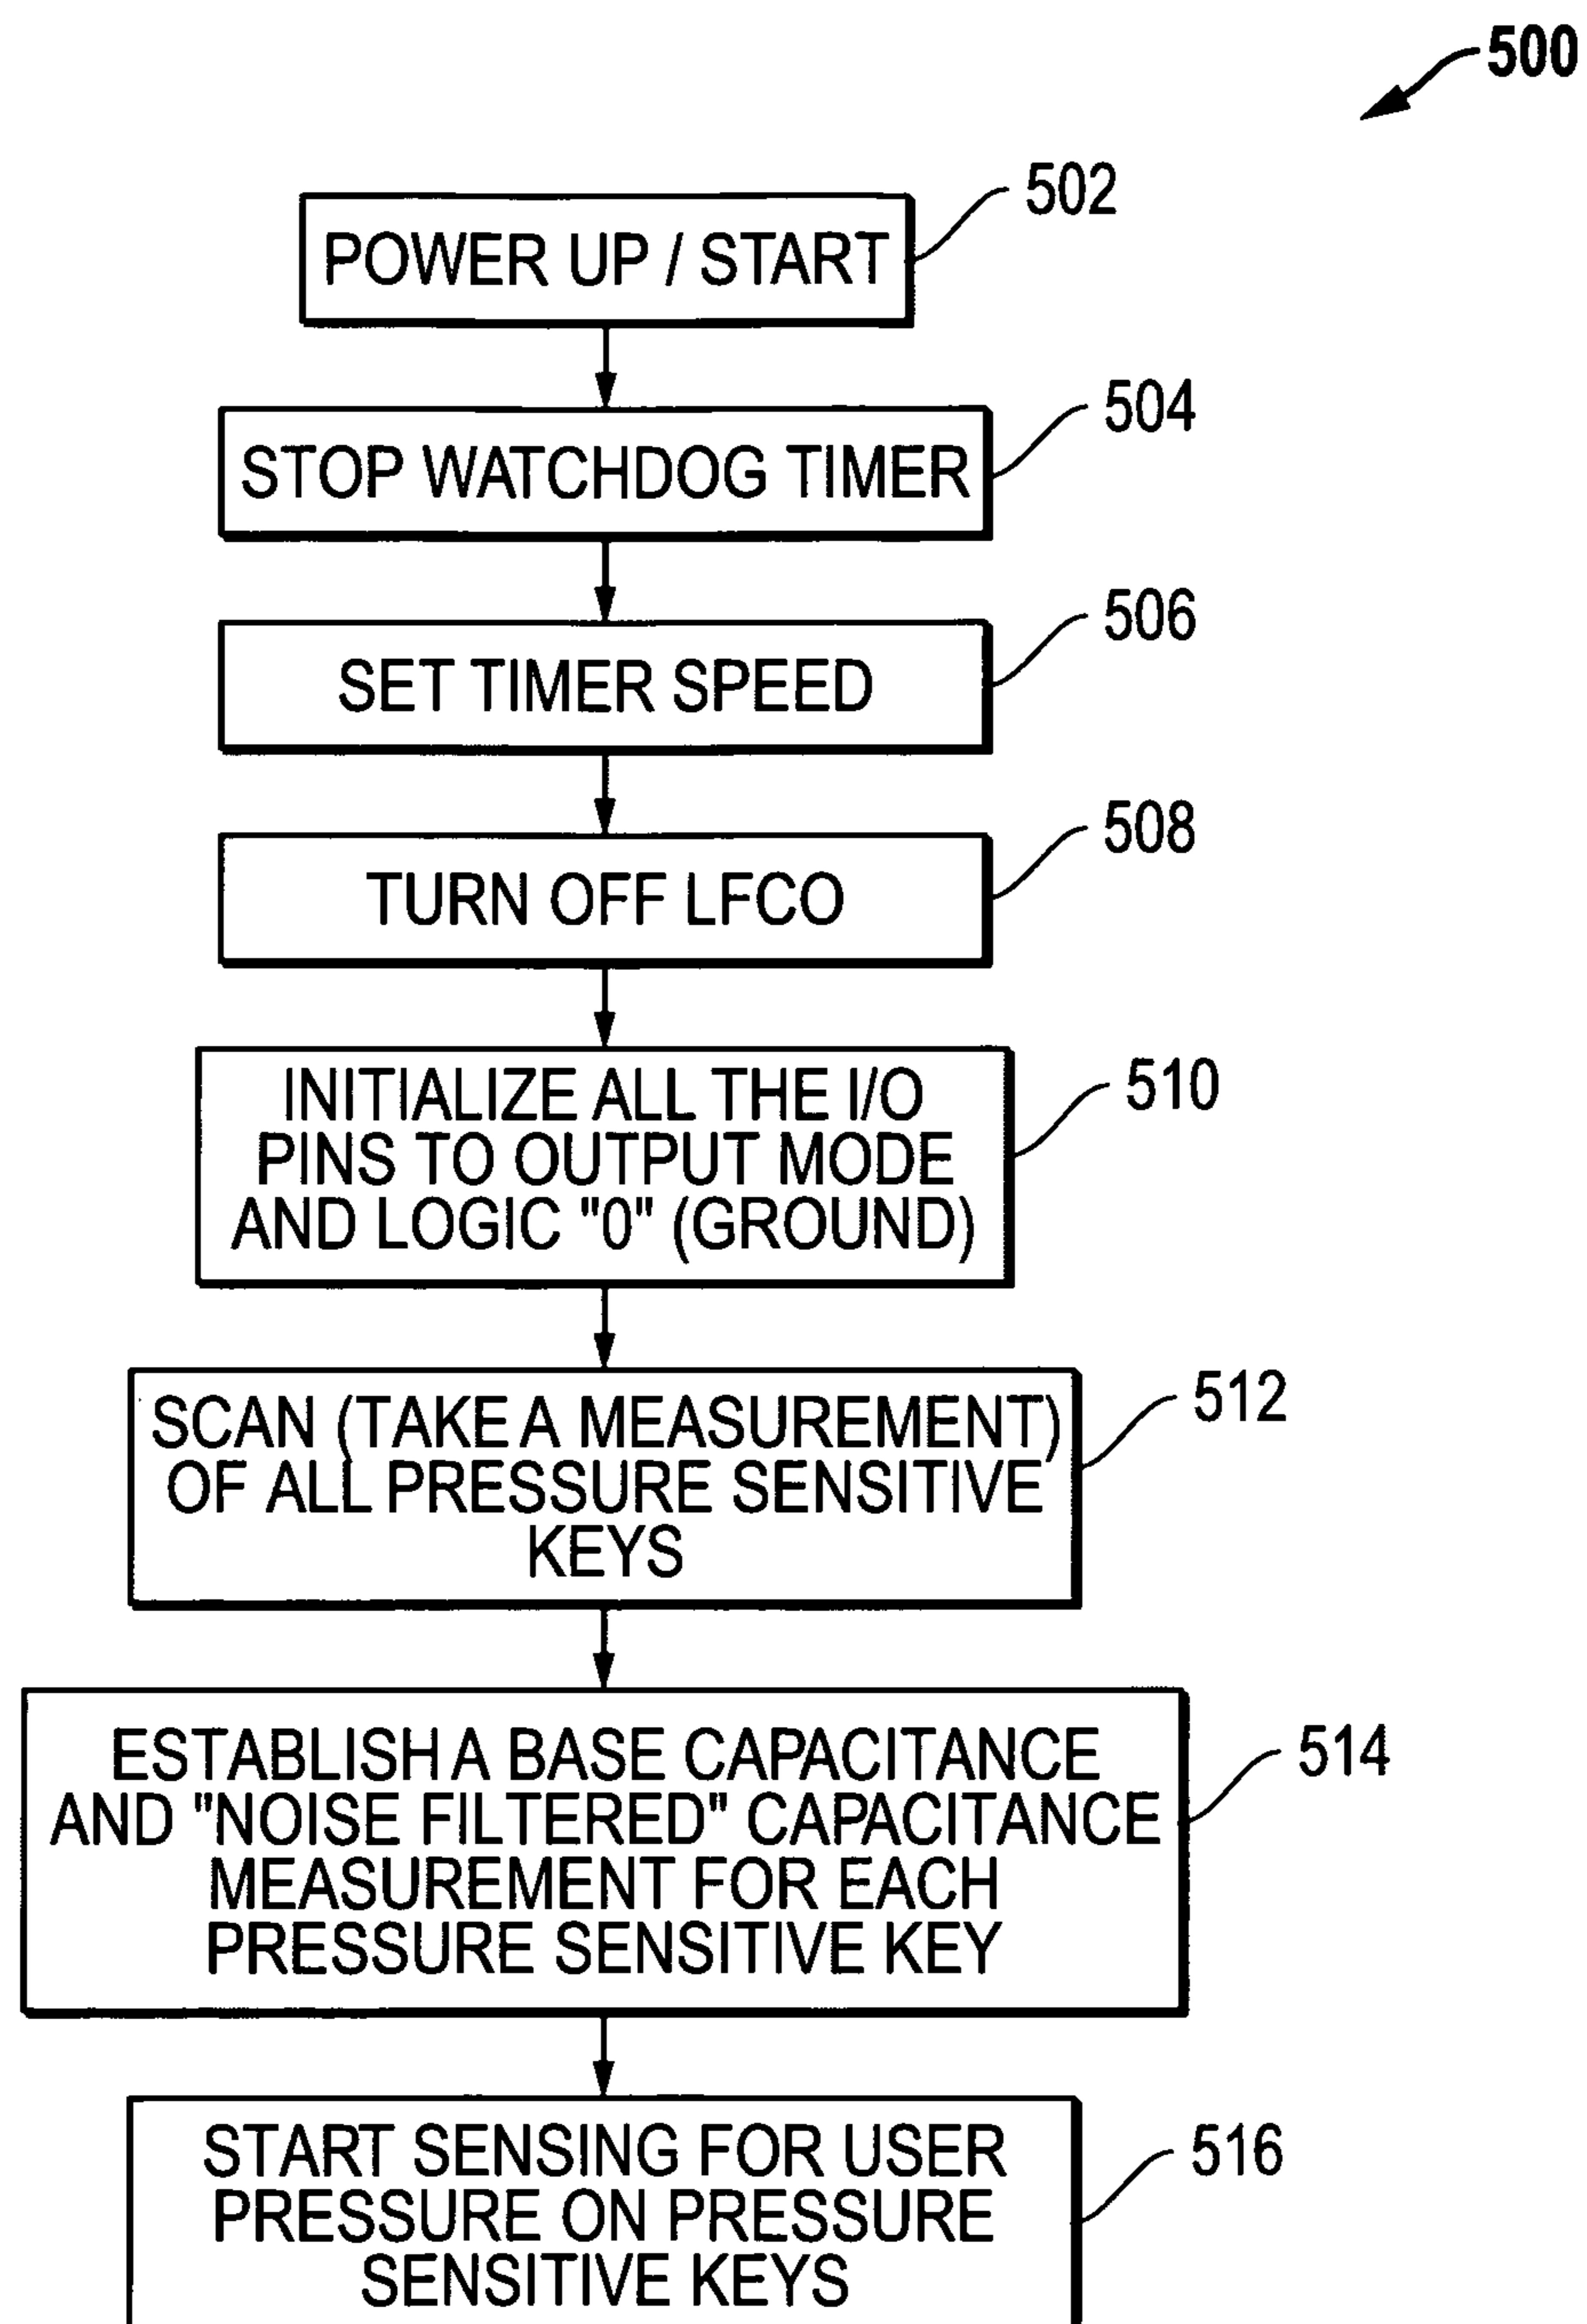 500
502
POWER UP / START
504
STOP WATCHDOG TIMER
506
SET TIMER SPEED
508
TURN OFF LFCO
510
INITIALIZE ALL THE I/O
PINS TO OUTPUT MODE
AND LOGIC "0" (GROUND)
512
SCAN (TAKE A MEASUREMENT)
OF ALL PRESSURE SENSITIVE
KEYS
514
ESTABLISH A BASE CAPACITANCE
AND "NOISE FILTERED" CAPACITANCE
MEASUREMENT FOR EACH
PRESSURE SENSITIVE KEY
516
START SENSING FOR USER
PRESSURE ON PRESSURE
SENSITIVE KEYS